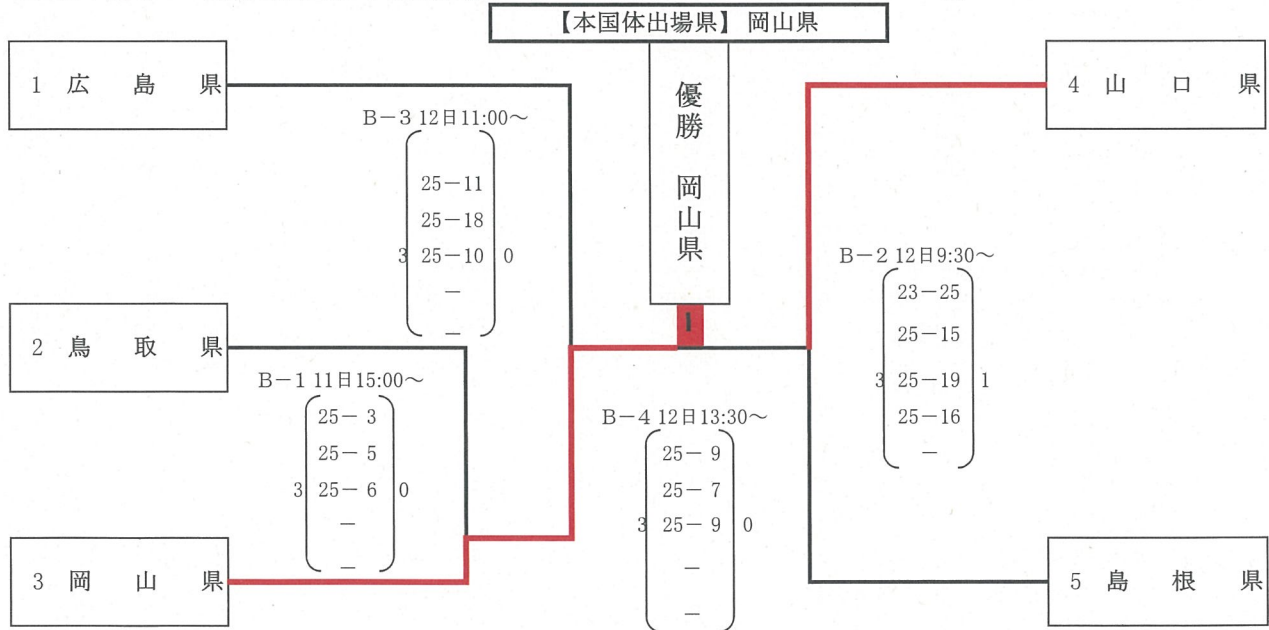 【本国体出場県】 岡山県
優勝 岡山県
1
1 広 島 県
2 鳥 取 県
3 岡 山 県
4 山 口 県
5 島 根 県
B-3 12日11:00~
25-11
25-18
3 25-10 0
-
-
B-1 11日15:00~
25- 3
25- 5
3 25- 6 0
-
-
B-4 12日13:30~
25- 9
25- 7
3 25- 9 0
-
-
B-2 12日9:30~
23-25
25-15
3 25-19 1
25-16
-